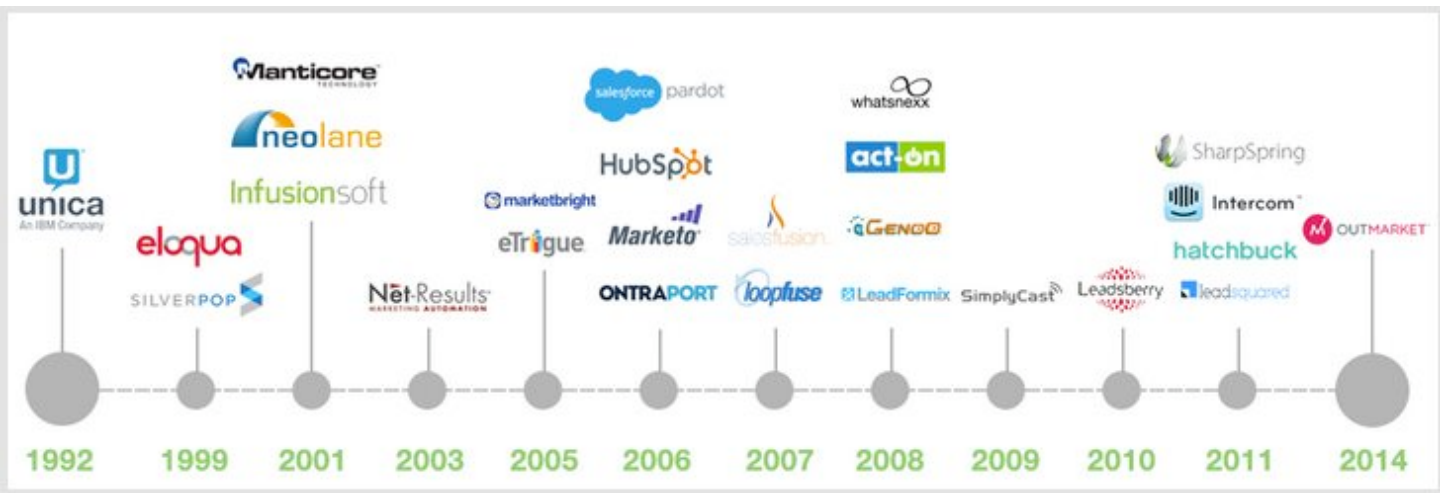 unica
An IBM Company
eloqua
SILVERPOP
Manticore
TECHNOLOGY
neolane
Infusionsoft
Net-Results
MARKETING AUTOMATION
marketbright
eTrigue
salesforce pardot
HubSpot
Marketo
ONTRAPORT
salesfusion
loopfuse
whatsnexx
act-on
GENOO
LeadFormix
SimplyCast
Leadsberry
SharpSpring
Intercom
hatchbuck
leadsquared
OUTMARKET
1992 1999 2001 2003 2005 2006 2007 2008 2009 2010 2011 2014